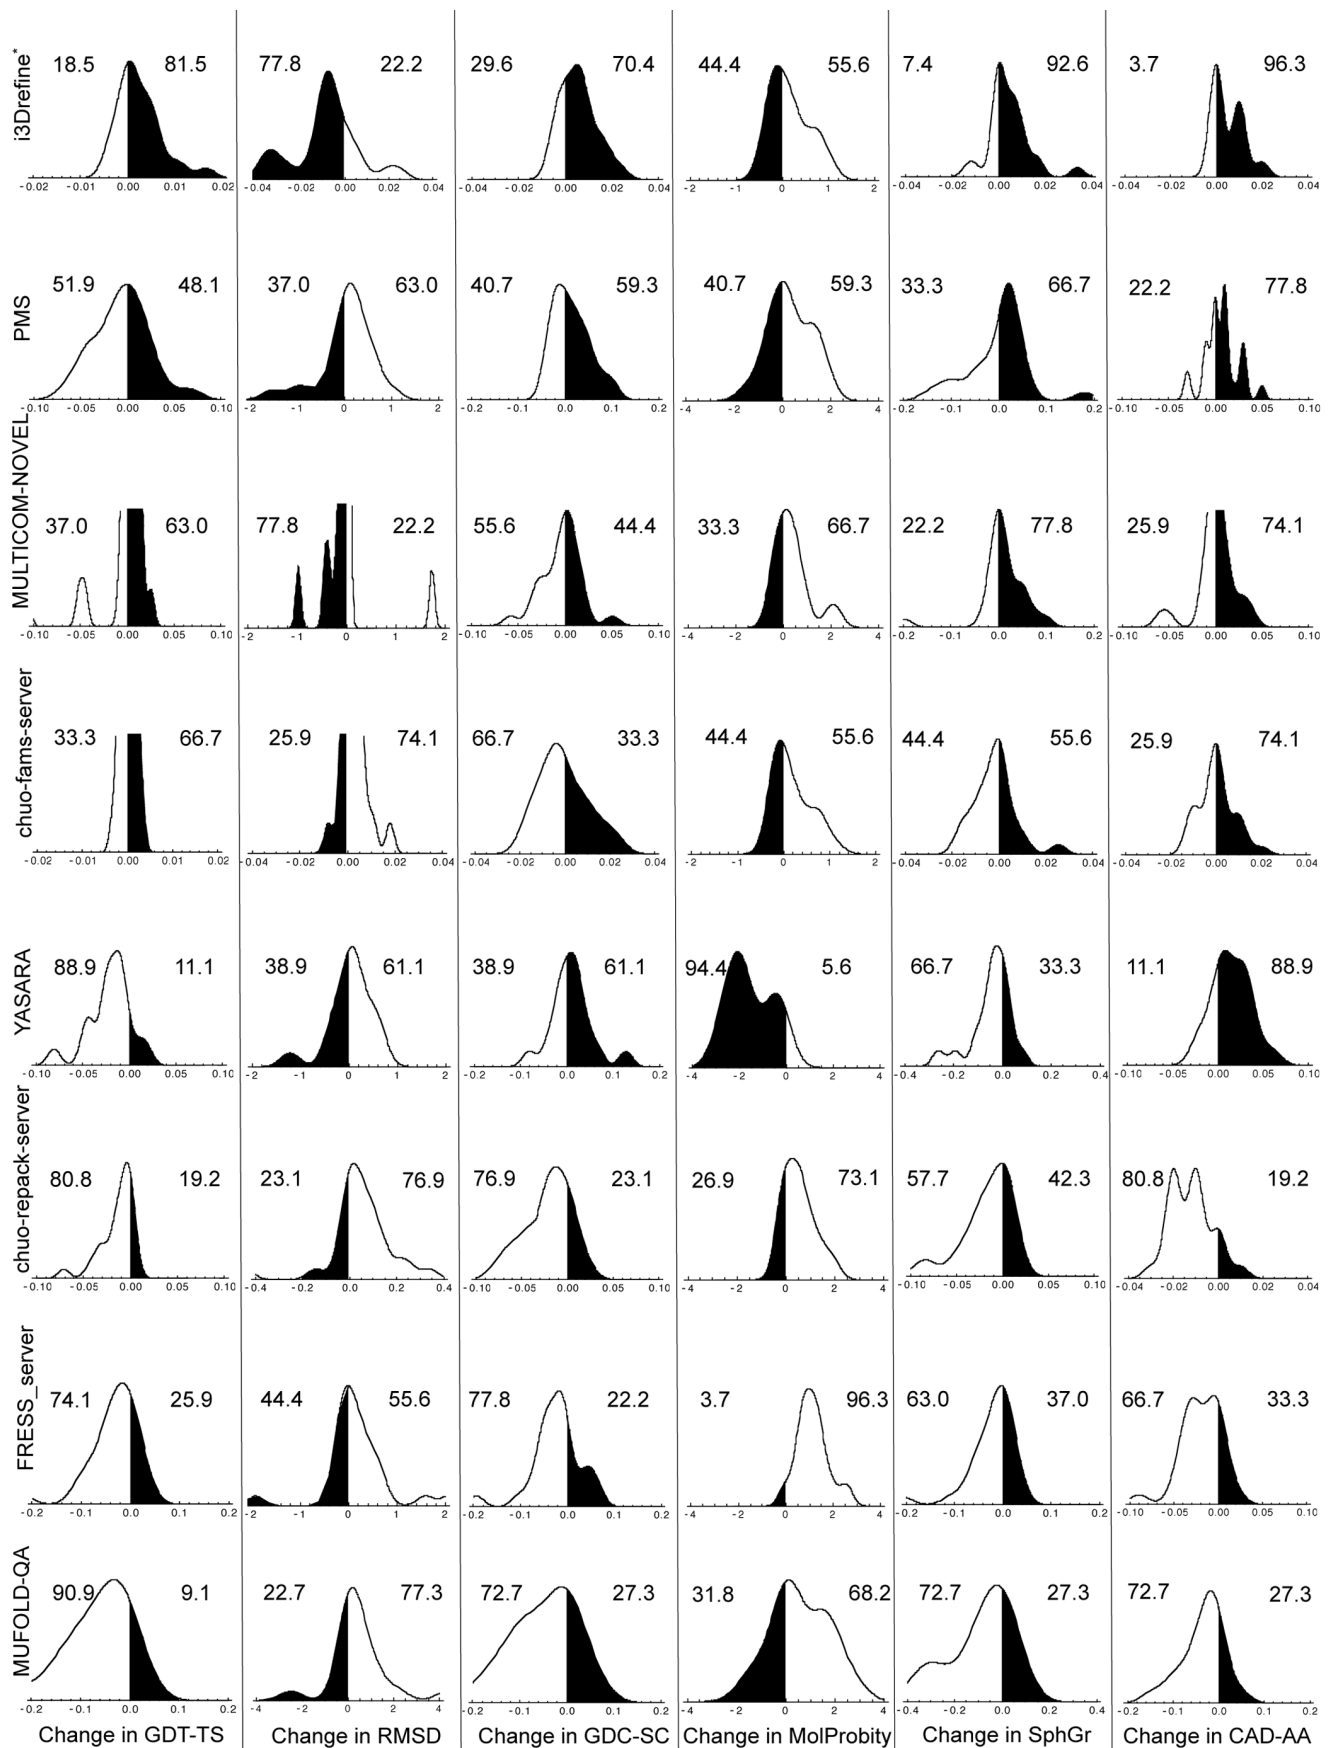 i3Drefine*
18.5 81.5 77.8 22.2 29.6 70.4 44.4 55.6 7.4 92.6 3.7 96.3
-0.02 -0.01 0.00 0.01 0.02 -0.04 -0.02 0.00 0.02 0.04 -0.04 -0.02 0.00 0.02 0.04 -2 -1 0 1 2 -0.04 -0.02 0.00 0.02 0.04 -0.04 -0.02 0.00 0.02 0.04
PMS
51.9 48.1 37.0 63.0 40.7 59.3 40.7 59.3 33.3 66.7 22.2 77.8
-0.10 -0.05 0.00 0.05 0.10 -2 -1 0 1 2 -0.2 -0.1 0.0 0.1 0.2 -4 -2 0 2 4 -0.2 -0.1 0.0 0.1 0.2 -0.10 -0.05 0.00 0.05 0.10
MULTICOM-NOVEL
37.0 63.0 77.8 22.2 55.6 44.4 33.3 66.7 22.2 77.8 25.9 74.1
-0.10 -0.05 0.00 0.05 0.10 -2 -1 0 1 2 -0.10 -0.05 0.00 0.05 0.10 -4 -2 0 2 4 -0.2 -0.1 0.0 0.1 0.2 -0.10 -0.05 0.00 0.05 0.10
chuo-fams-server
33.3 66.7 25.9 74.1 66.7 33.3 44.4 55.6 44.4 55.6 25.9 74.1
-0.02 -0.01 0.00 0.01 0.02 -0.04 -0.02 0.00 0.02 0.04 -0.04 -0.02 0.00 0.02 0.04 -2 -1 0 1 2 -0.04 -0.02 0.00 0.02 0.04 -0.04 -0.02 0.00 0.02 0.04
YASARA
88.9 11.1 38.9 61.1 38.9 61.1 94.4 5.6 66.7 33.3 11.1 88.9
-0.10 -0.05 0.00 0.05 0.10 -2 -1 0 1 2 -0.2 -0.1 0.0 0.1 0.2 -4 -2 0 2 4 -0.4 -0.2 0.0 0.2 0.4 -0.10 -0.05 0.00 0.05 0.10
chuo-repack-server
80.8 19.2 23.1 76.9 76.9 23.1 26.9 73.1 57.7 42.3 80.8 19.2
-0.10 -0.05 0.00 0.05 0.10 -0.4 -0.2 0.0 0.2 0.4 -0.10 -0.05 0.00 0.05 0.10 -4 -2 0 2 4 -0.10 -0.05 0.00 0.05 0.10 -0.04 -0.02 0.00 0.02 0.04
FRESS_server
74.1 25.9 44.4 55.6 77.8 22.2 3.7 96.3 63.0 37.0 66.7 33.3
-0.2 -0.1 0.0 0.1 0.2 -2 -1 0 1 2 -0.2 -0.1 0.0 0.1 0.2 -4 -2 0 2 4 -0.2 -0.1 0.0 0.1 0.2 -0.10 -0.05 0.00 0.05 0.10
MUFOLD-QA
90.9 9.1 22.7 77.3 72.7 27.3 31.8 68.2 72.7 27.3 72.7 27.3
-0.2 -0.1 0.0 0.1 0.2 -4 -2 0 2 4 -0.2 -0.1 0.0 0.1 0.2 -4 -2 0 2 4 -0.4 -0.2 0.0 0.2 0.4 -0.2 -0.1 0.0 0.1 0.2
Change in GDT-TS Change in RMSD Change in GDC-SC Change in MolProbity Change in SphGr Change in CAD-AA